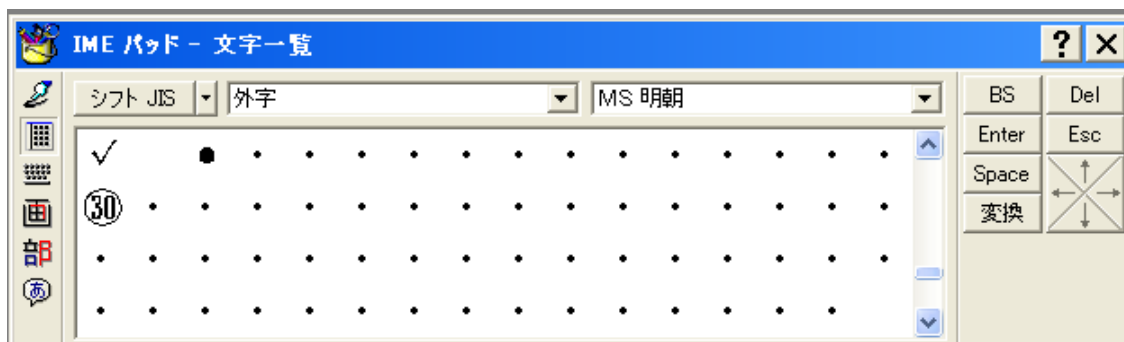 IME パッド - 文字一覧
シフト JIS 外字 MS 明朝 BS Del
✓ ● ・ ・ ・ ・ ・ ・ ・ ・ ・ ・ ・ ・ ・ Enter Esc
㉚ ・ ・ ・ ・ ・ ・ ・ ・ ・ ・ ・ ・ ・ ・ ・ Space
変換
画
部
あ